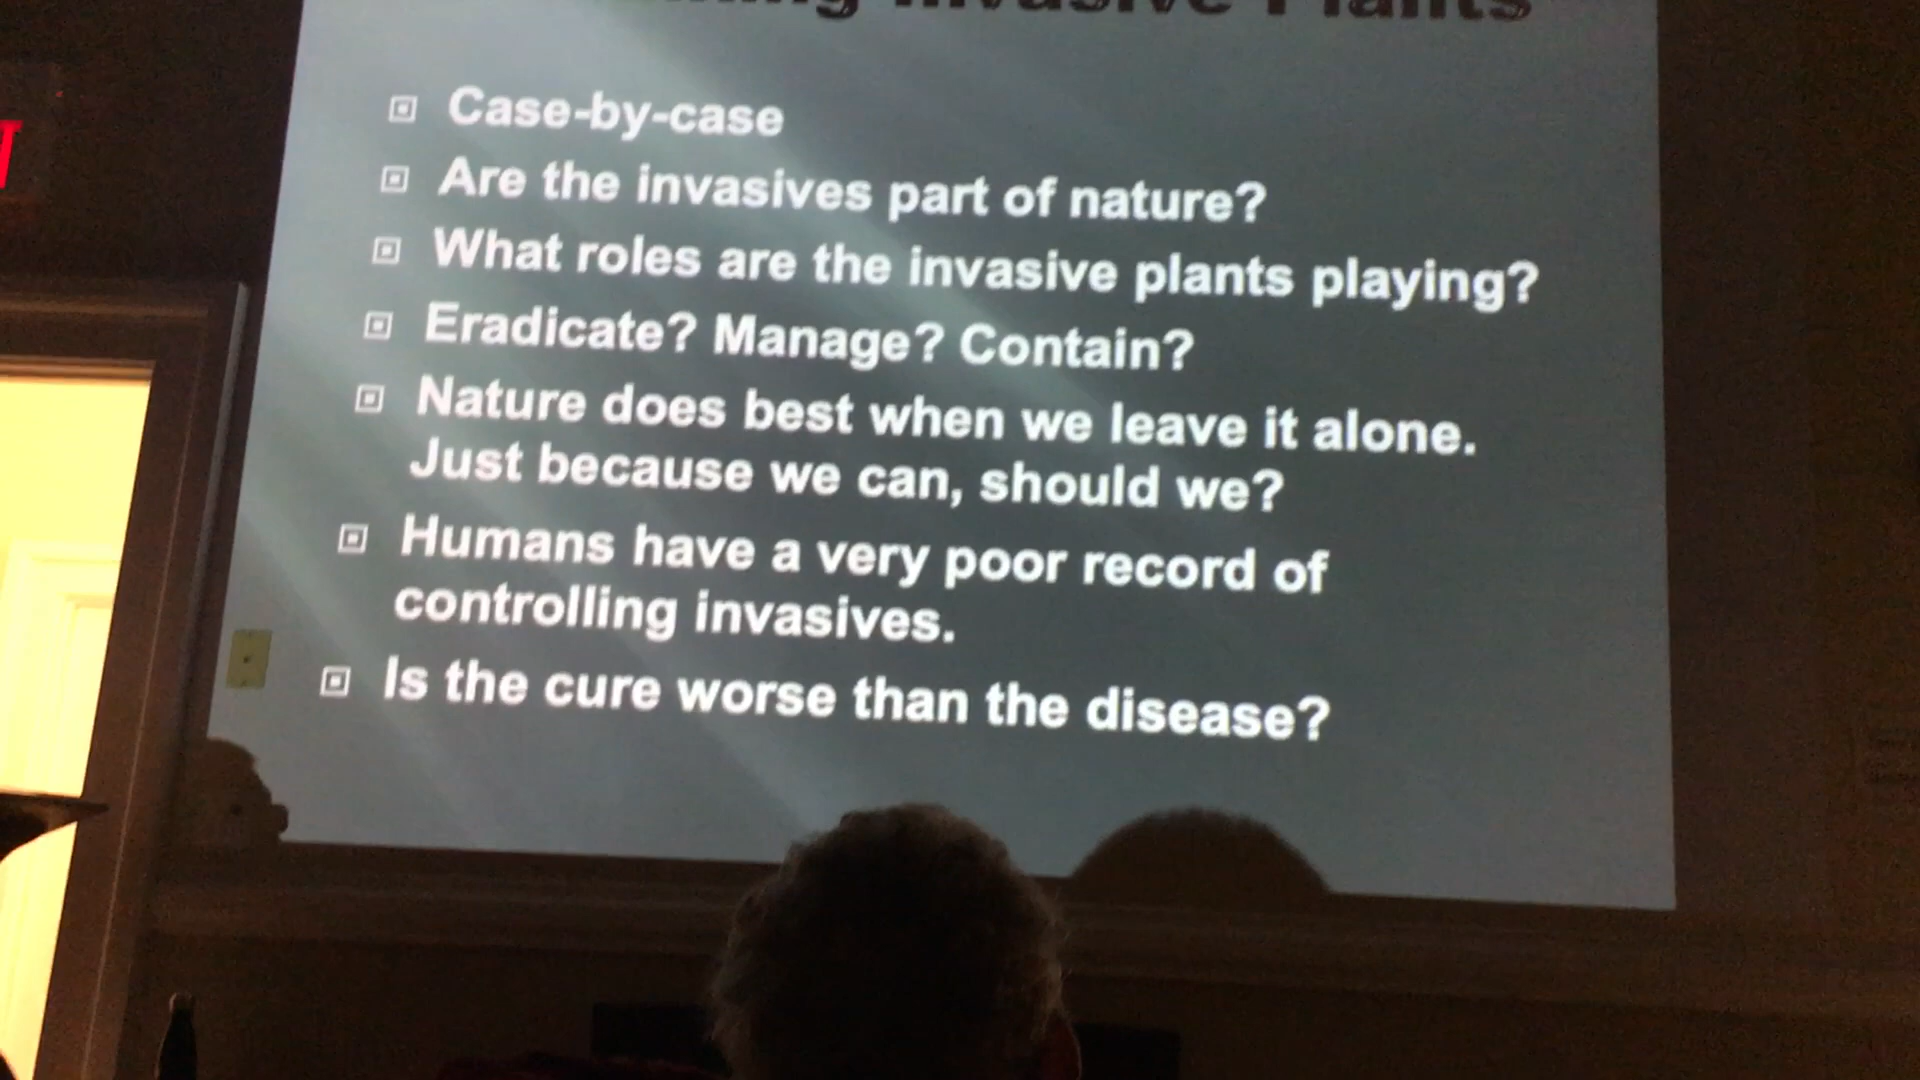 Invasive Plants
Case-by-case
Are the invasives part of nature?
What roles are the invasive plants playing?
Eradicate? Manage? Contain?
Nature does best when we leave it alone.
Just because we can, should we?
Humans have a very poor record of
controlling invasives.
Is the cure worse than the disease?